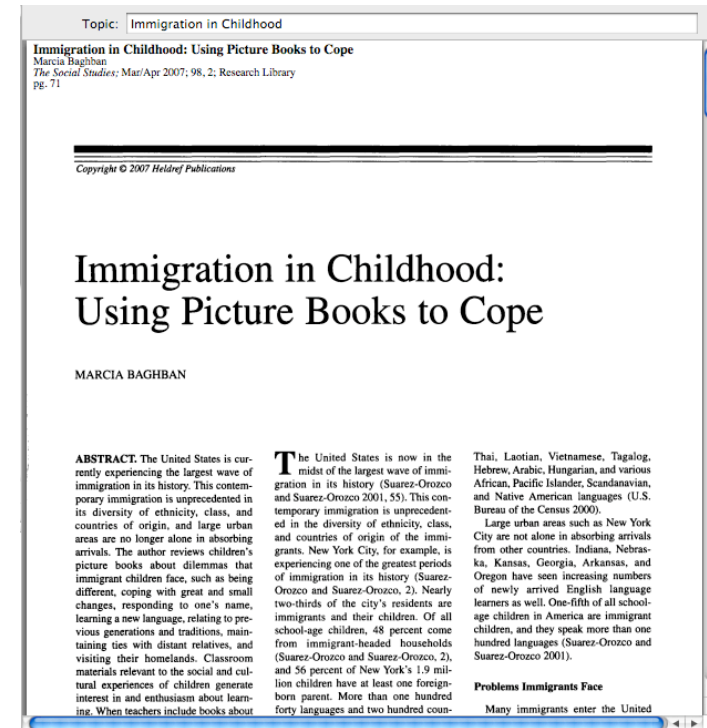 Topic: Immigration in Childhood
Immigration in Childhood: Using Picture Books to Cope
Marcia Baghban
The Social Studies; Mar/Apr 2007; 98, 2; Research Library
pg. 71
Copyright © 2007 Heldref Publications
Immigration in Childhood:
Using Picture Books to Cope
MARCIA BAGHBAN
ABSTRACT. The United States is cur-
rently experiencing the largest wave of
immigration in its history. This contem-
porary immigration is unprecedented in
its diversity of ethnicity, class, and
countries of origin, and large urban
areas are no longer alone in absorbing
arrivals. The author reviews children's
picture books about dilemmas that
immigrant children face, such as being
different, coping with great and small
changes, responding to one's name,
learning a new language, relating to pre-
vious generations and traditions, main-
taining ties with distant relatives, and
visiting their homelands. Classroom
materials relevant to the social and cul-
tural experiences of children generate
interest in and enthusiasm about learn-
ing. When teachers include books about
The United States is now in the
midst of the largest wave of immi-
gration in its history (Suarez-Orozco
and Suarez-Orozco 2001, 55). This con-
temporary immigration is unprecedent-
ed in the diversity of ethnicity, class,
and countries of origin of the immi-
grants. New York City, for example, is
experiencing one of the greatest periods
of immigration in its history (Suarez-
Orozco and Suarez-Orozco, 2). Nearly
two-thirds of the city's residents are
immigrants and their children. Of all
school-age children, 48 percent come
from immigrant-headed households
(Suarez-Orozco and Suarez-Orozco, 2),
and 56 percent of New York's 1.9 mil-
lion children have at least one foreign-
born parent. More than one hundred
forty languages and two hundred coun-
Thai, Laotian, Vietnamese, Tagalog,
Hebrew, Arabic, Hungarian, and various
African, Pacific Islander, Scandanavian,
and Native American languages (U.S.
Bureau of the Census 2000).
Large urban areas such as New York
City are not alone in absorbing arrivals
from other countries. Indiana, Nebras-
ka, Kansas, Georgia, Arkansas, and
Oregon have seen increasing numbers
of newly arrived English language
learners as well. One-fifth of all school-
age children in America are immigrant
children, and they speak more than one
hundred languages (Suarez-Orozco and
Suarez-Orozco 2001).
Problems Immigrants Face
Many immigrants enter the United